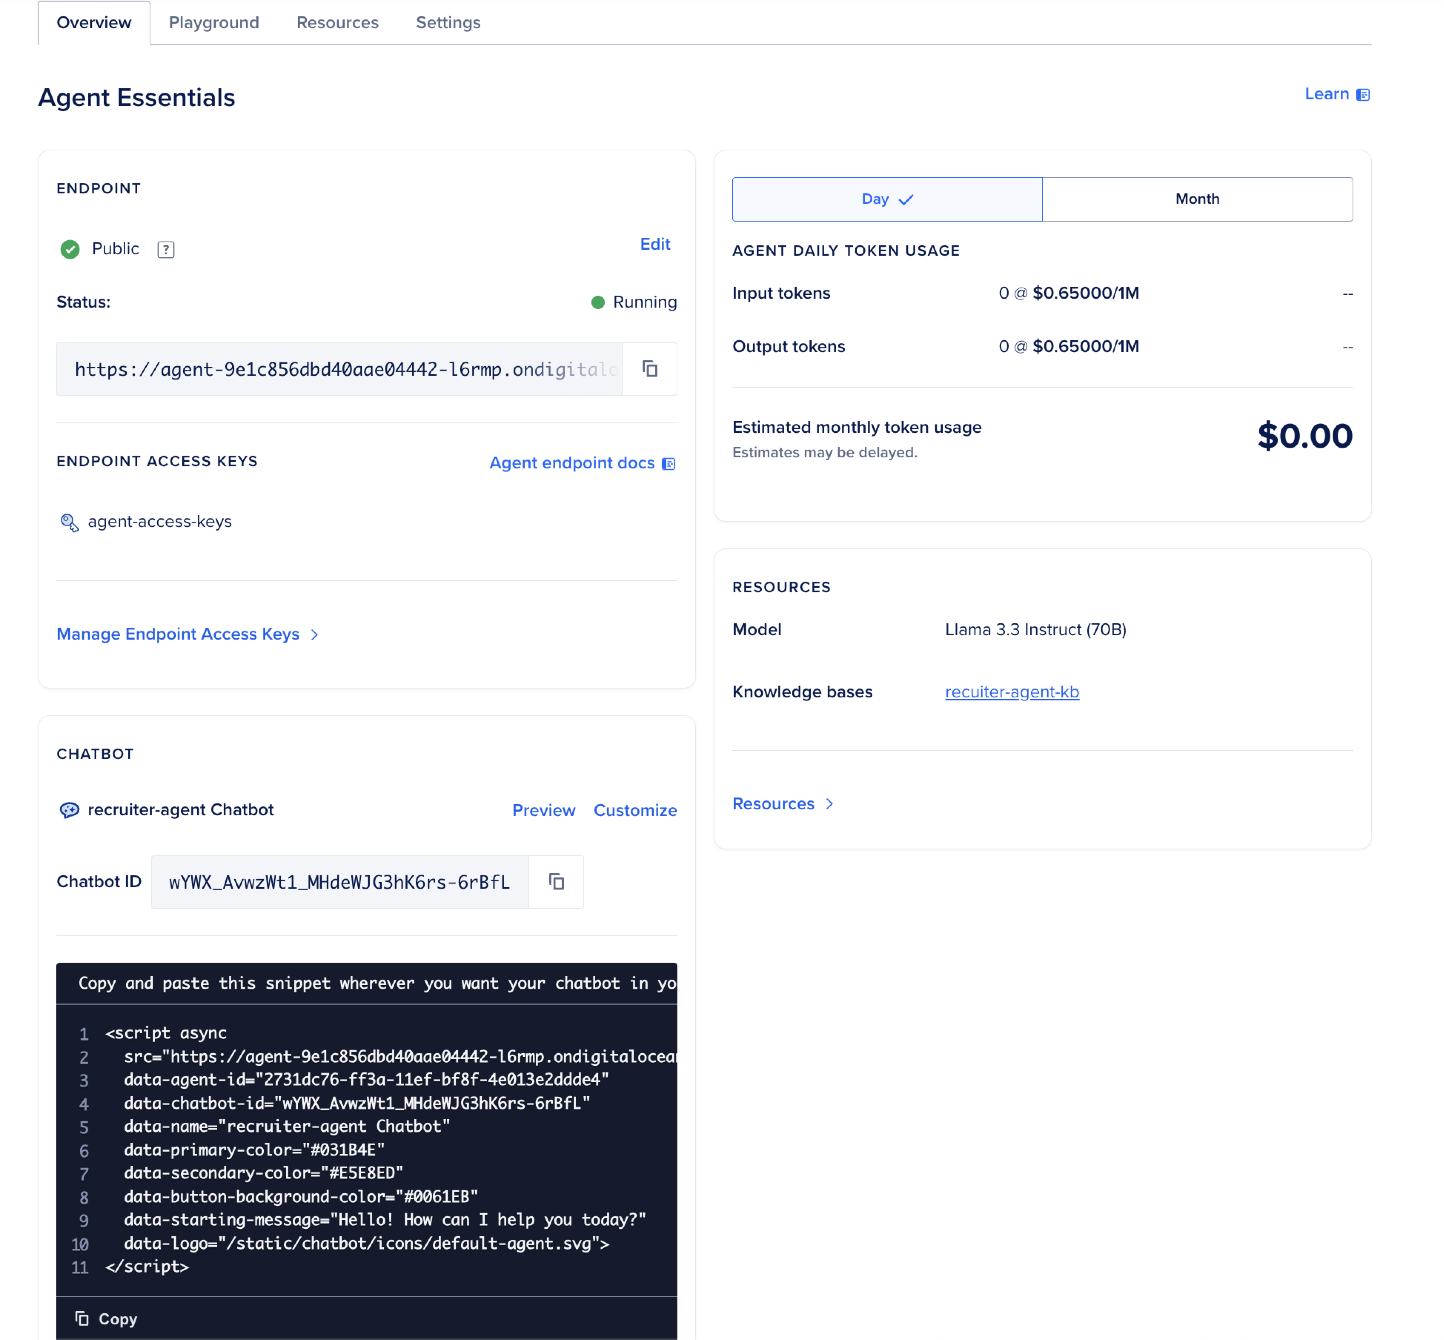 Overview Playground Resources Settings
Agent Essentials
Learn
ENDPOINT
Public ?
Edit
Status:
Running
https://agent-9e1c856dbd40aae04442-l6rmp.ondigitalo
ENDPOINT ACCESS KEYS
Agent endpoint docs
agent-access-keys
Manage Endpoint Access Keys
CHATBOT
recruiter-agent Chatbot
Preview Customize
Chatbot ID wYWX_AvwzWt1_MHdeWJG3hK6rs-6rBfL
Copy and paste this snippet wherever you want your chatbot in yo
1 <script async
2 src="https://agent-9e1c856dbd40aae04442-l6rmp.ondigitalocean
3 data-agent-id="2731dc76-ff3a-11ef-bf8f-4e013e2ddde4"
4 data-chatbot-id="wYWX_AvwzWt1_MHdeWJG3hK6rs-6rBfL"
5 data-name="recruiter-agent Chatbot"
6 data-primary-color="#031B4E"
7 data-secondary-color="#E5E8ED"
8 data-button-background-color="#0061EB"
9 data-starting-message="Hello! How can I help you today?"
10 data-logo="/static/chatbot/icons/default-agent.svg">
11 </script>
Copy
Day Month
AGENT DAILY TOKEN USAGE
Input tokens 0 @ $0.65000/1M --
Output tokens 0 @ $0.65000/1M --
Estimated monthly token usage
Estimates may be delayed.
$0.00
RESOURCES
Model Llama 3.3 Instruct (70B)
Knowledge bases recuiter-agent-kb
Resources